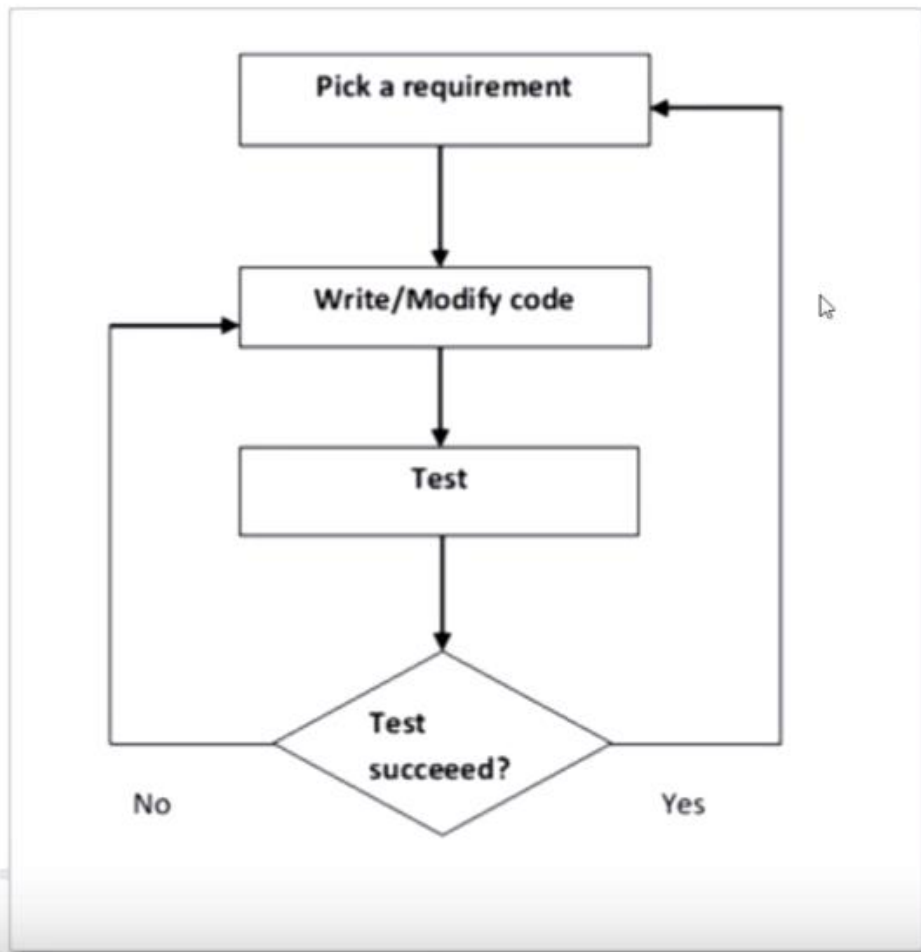 Pick a requirement
Write/Modify code
Test
Test
succeeed?
No
Yes